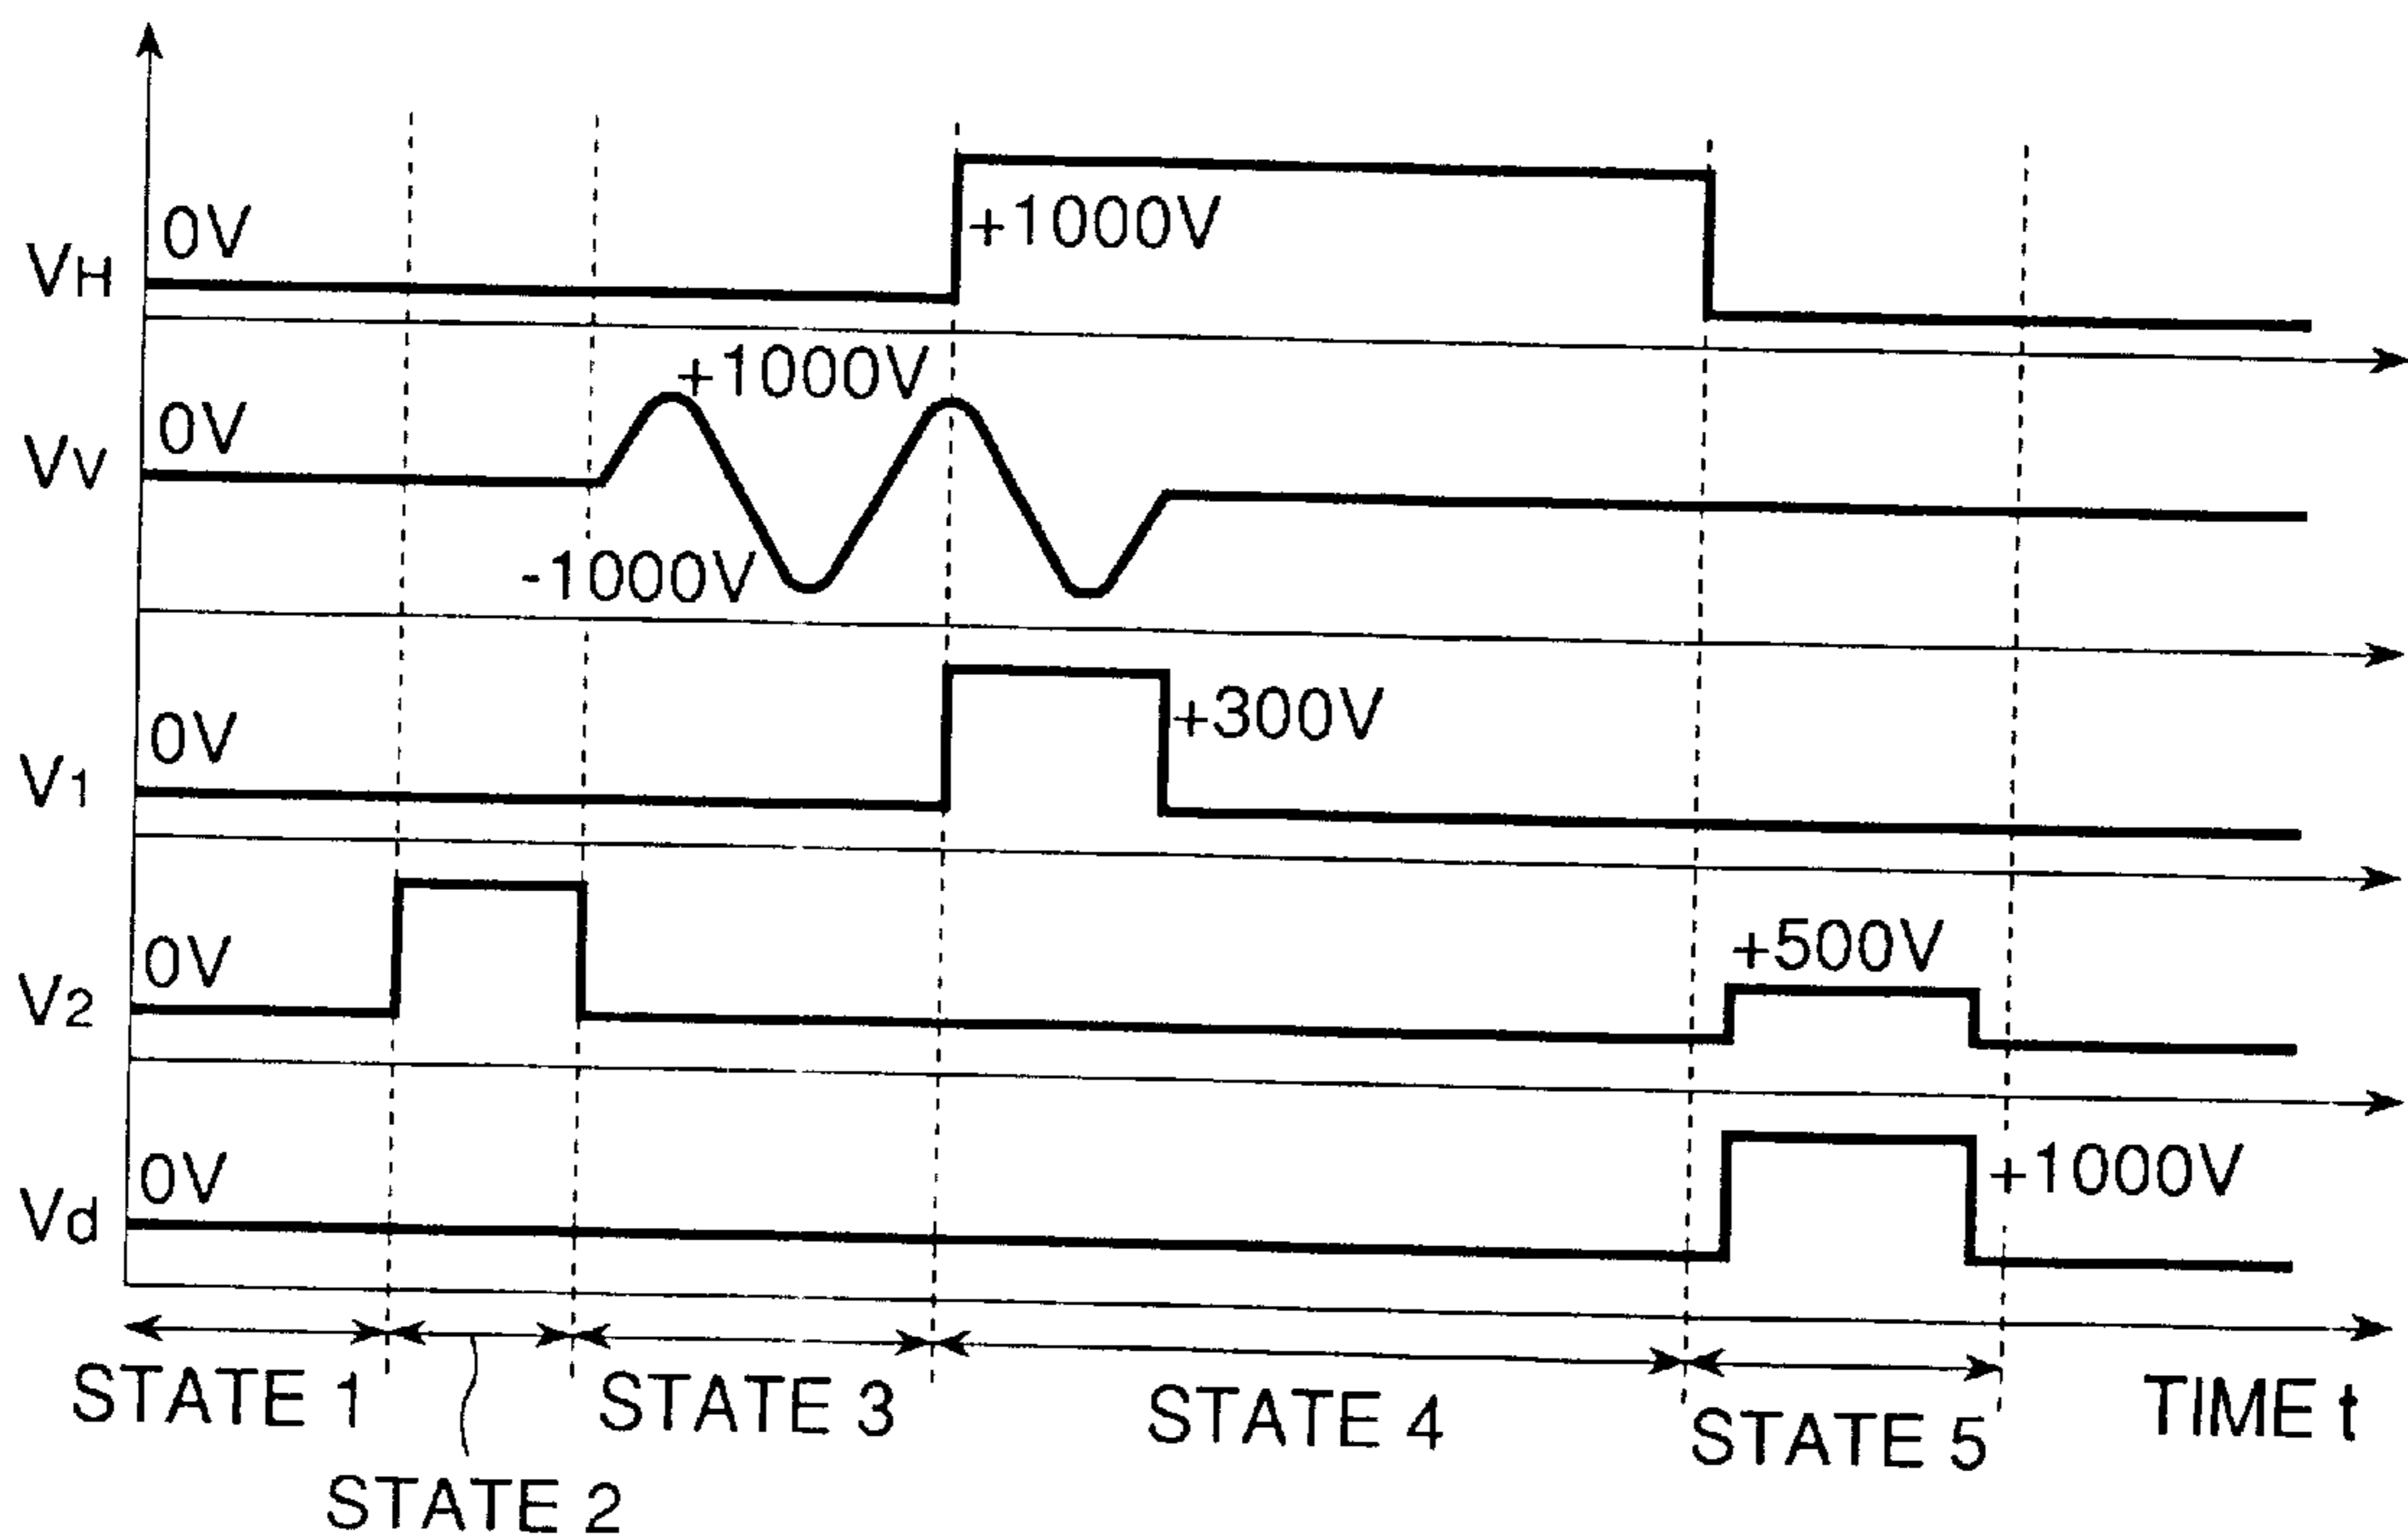 0V
VH
+1000V
+1000V
0V
VV
-1000V
0V
V1
+300V
0V
V2
+500V
0V
Vd
+1000V
STATE 1
STATE 2
STATE 3
STATE 4
STATE 5
TIME t